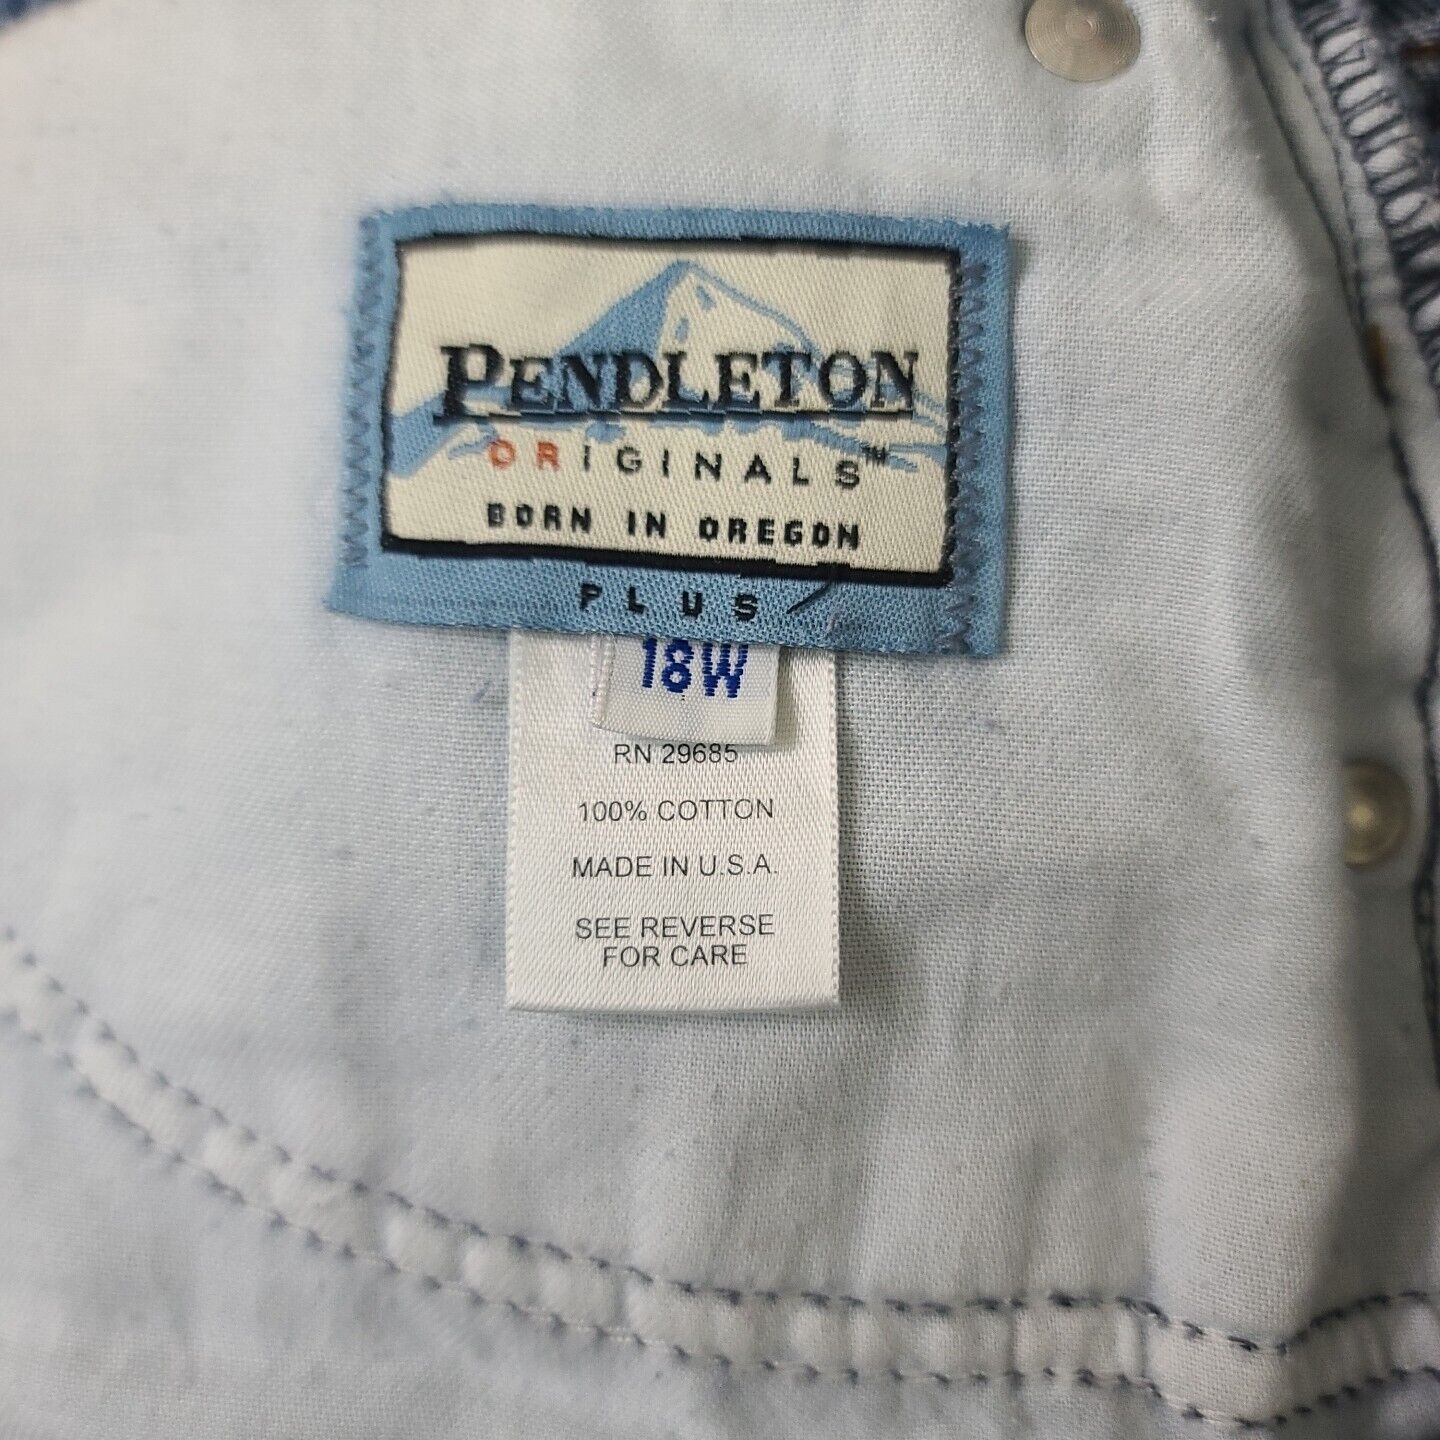 PENDLETON
ORIGINALS™
BORN IN OREGON
PLUS
18W
RN 29685
100% COTTON
MADE IN U.S.A.
SEE REVERSE
FOR CARE